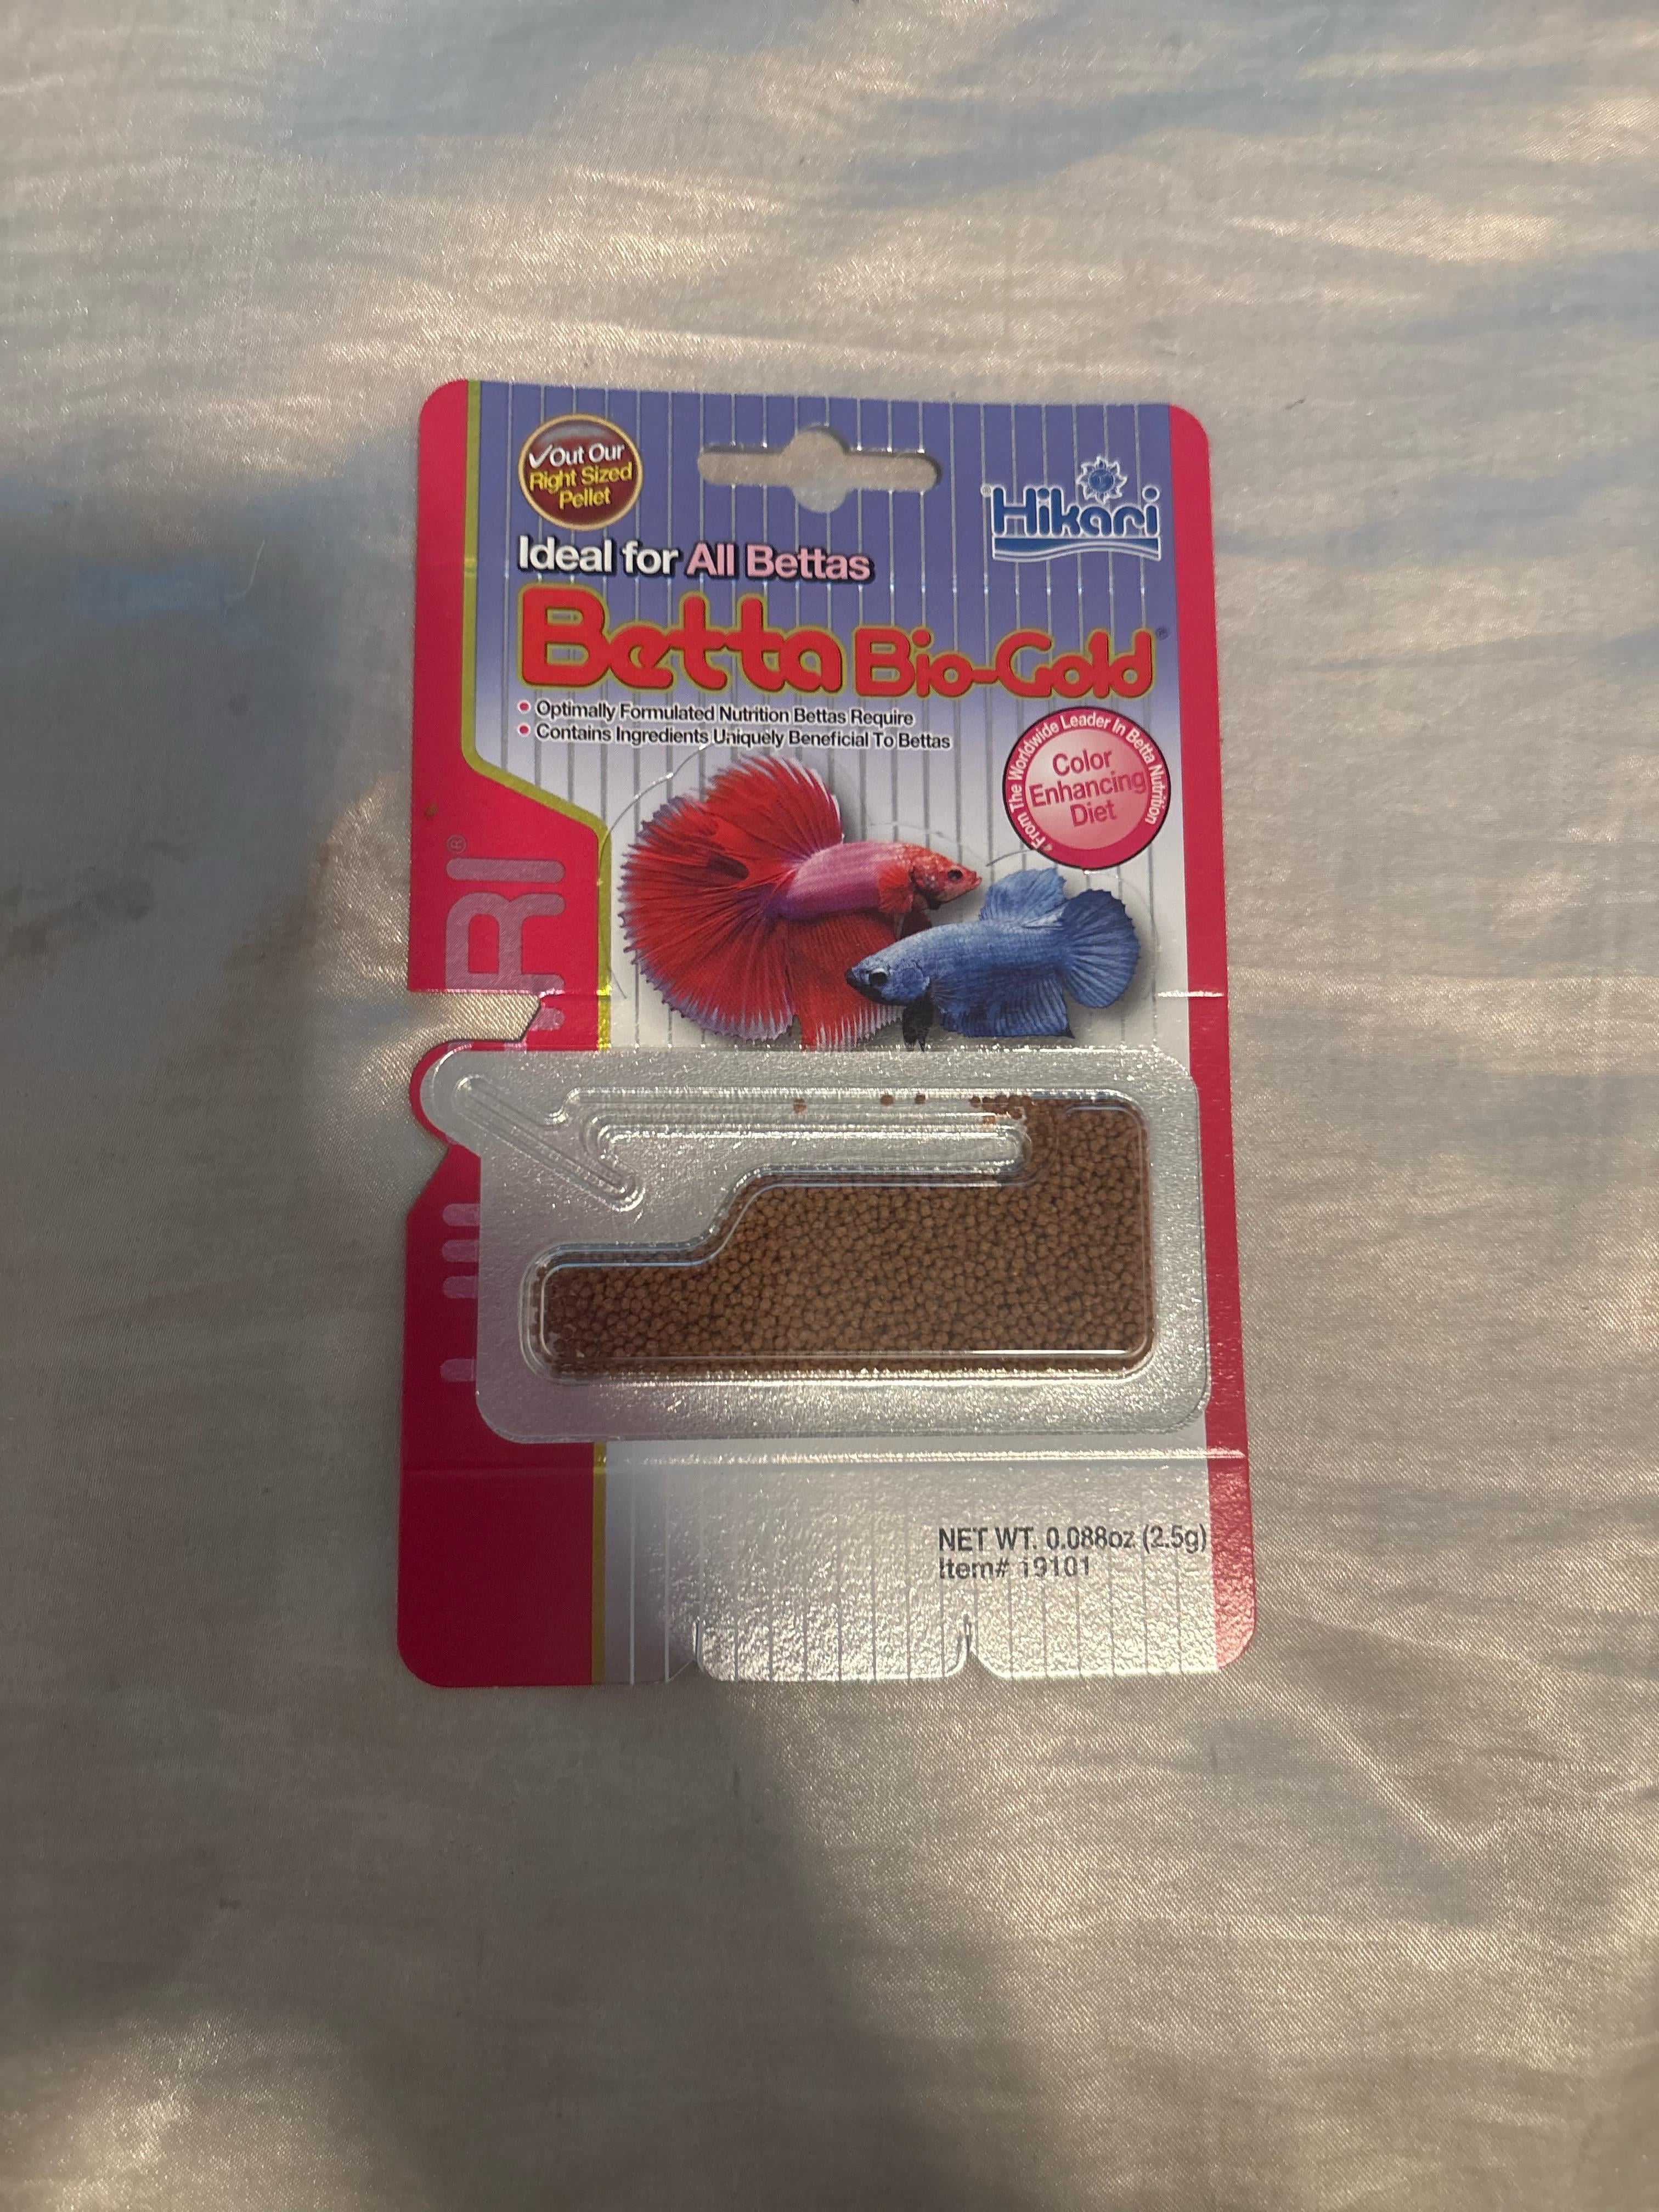 ✓Out Our
Right Sized
Pellet
Hikari
Ideal for All Bettas
Betta Bio-Gold®
• Optimally Formulated Nutrition Bettas Require
• Contains Ingredients Uniquely Beneficial To Bettas
From The Worldwide Leader In Betta Nutrition
Color
Enhancing
Diet
RI®
NET WT. 0.088oz (2.5g)
Item# 19101